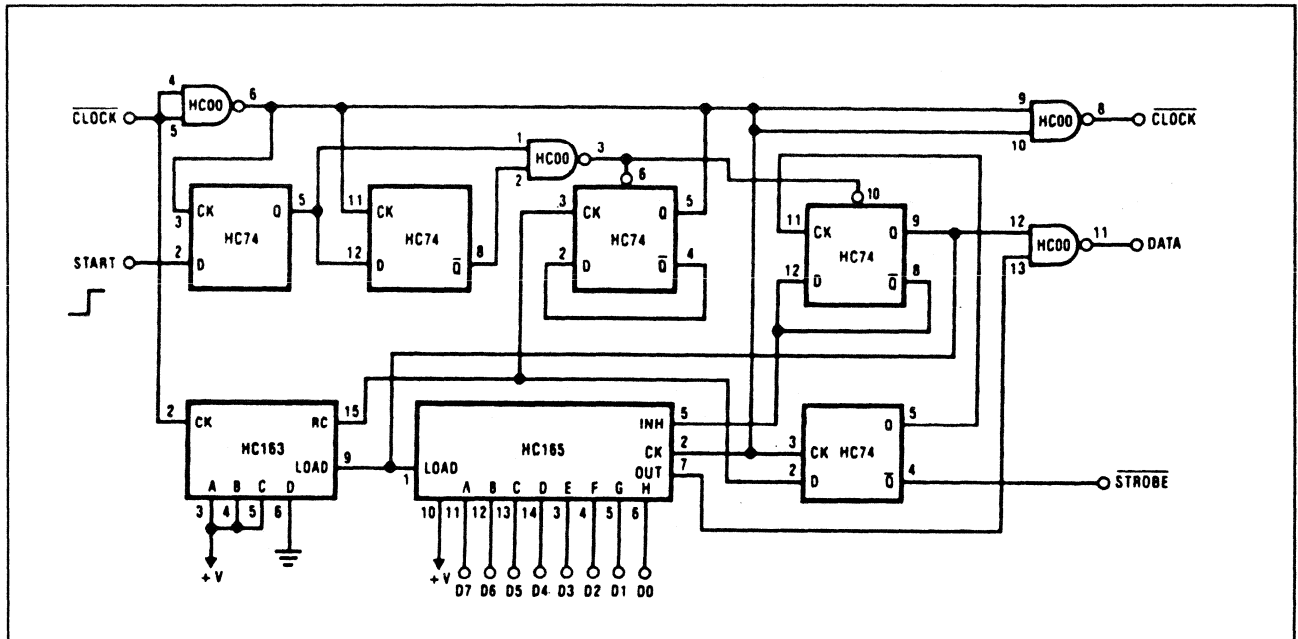 4
HC00
6
9
HC00
8
C̅L̅O̅C̅K̅
5
10
C̅L̅O̅C̅K̅
1
HC00
3
2
6
10
3
CK
Q
5
HC74
2
D
START
11
CK
HC74
12
D
Q̅
8
3
CK
Q
5
HC74
2
D
Q̅
4
11
CK
Q
9
HC74
12
D
Q̅
8
12
HC00
11
DATA
13
2
CK
RC
15
HC163
LOAD
9
A
B
C
D
3
4
5
6
+V
LOAD
1
HC165
INH
5
CK
2
OUT
7
A B C D E F G H
10 11 12 13 14 3 4 5 6
+V D7 D6 D5 D4 D3 D2 D1 D0
Q
5
3
CK
HC74
2
D
Q̅
4
S̅T̅R̅O̅B̅E̅